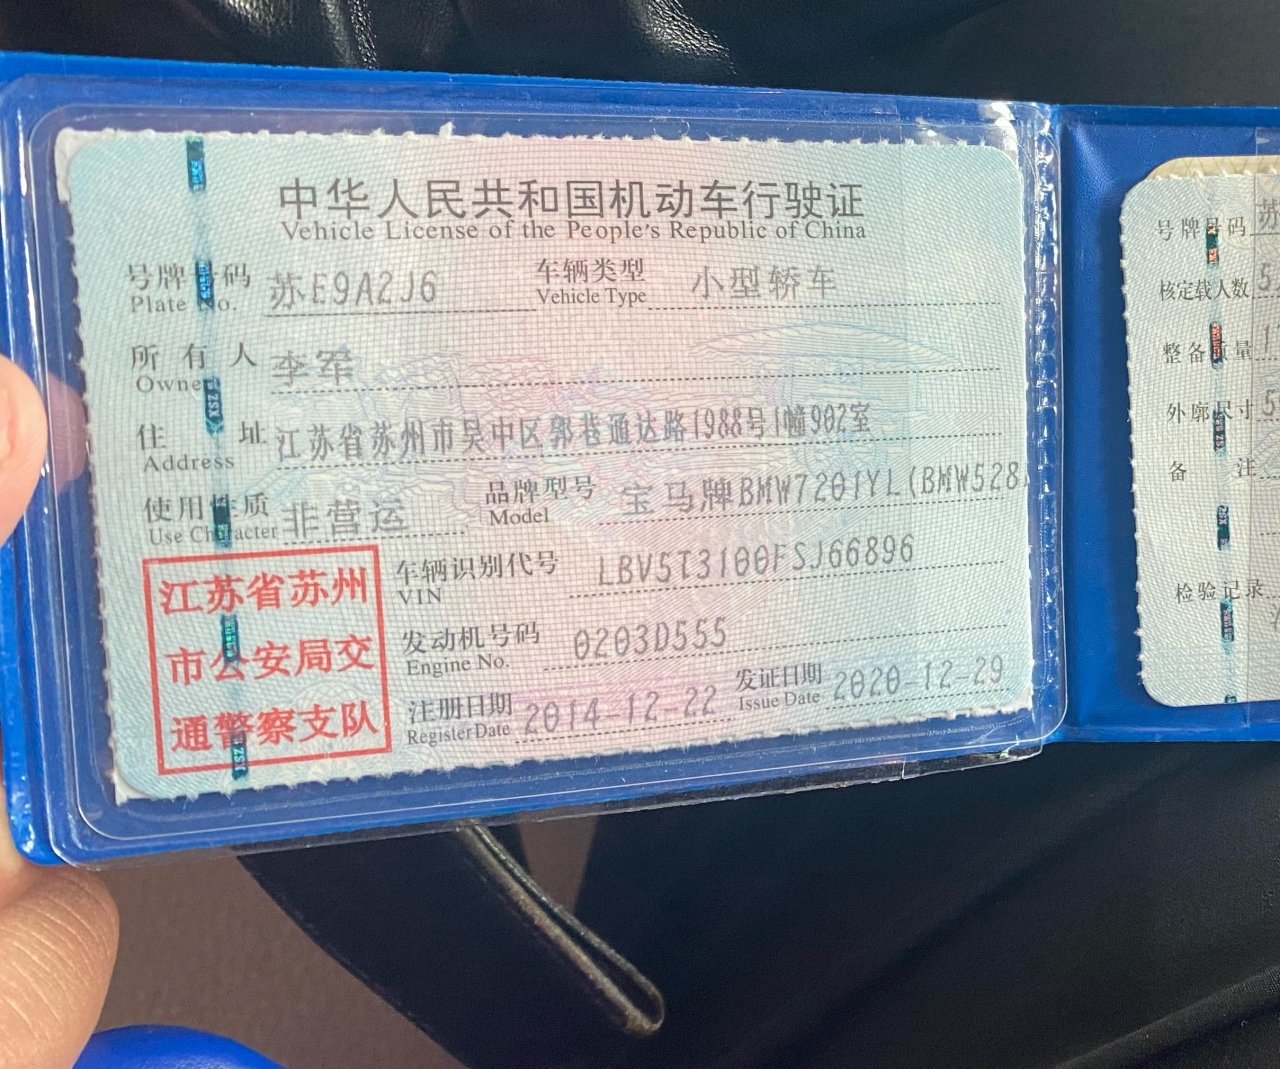 中华人民共和国机动车行驶证
Vehicle License of the People's Republic of China
号牌号码 苏E9A2J6 车辆类型 小型轿车
Plate No. Vehicle Type
所有人 李军
Owner
住址 江苏省苏州市吴中区郭巷通达路1988号1幢902室
Address
使用性质 非营运 品牌型号 宝马牌BMW7201YL(BMW528
Use Character Model
江苏省苏州
市公安局交
通警察支队
车辆识别代号 LBV5T3100FSJ66896
VIN
发动机号码 0203D555
Engine No.
注册日期 2014-12-22 发证日期 2020-12-29
Register Date Issue Date
号牌号码 苏
核定载人数 5
整备质量 1
外廓尺寸 5
备注
检验记录